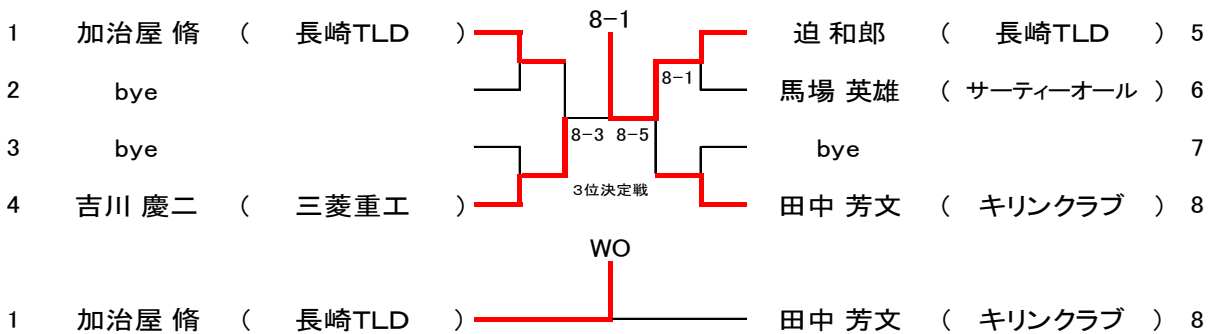 8-1
1 加治屋 脩 ( 長崎TLD ) 迫 和郎 ( 長崎TLD ) 5
8-1
2 bye 馬場 英雄 ( サーティーオール ) 6
8-3 8-5
3 bye bye 7
3位決定戦
4 吉川 慶二 ( 三菱重工 ) 田中 芳文 ( キリンクラブ ) 8
WO
1 加治屋 脩 ( 長崎TLD ) 田中 芳文 ( キリンクラブ ) 8